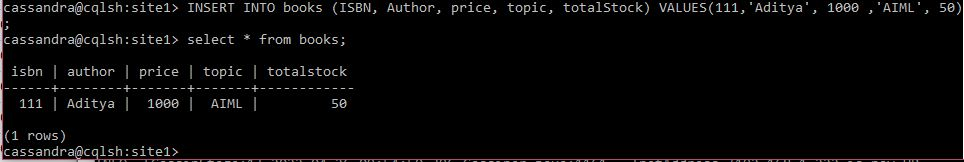 cassandra@cqlsh:site1> INSERT INTO books (ISBN, Author, price, topic, totalStock) VALUES(111,'Aditya', 1000 ,'AIML', 50)
;
cassandra@cqlsh:site1> select * from books;
isbn | author | price | topic | totalstock
------+--------+-------+-------+------------
111 | Aditya | 1000 | AIML | 50
(1 rows)
cassandra@cqlsh:site1>